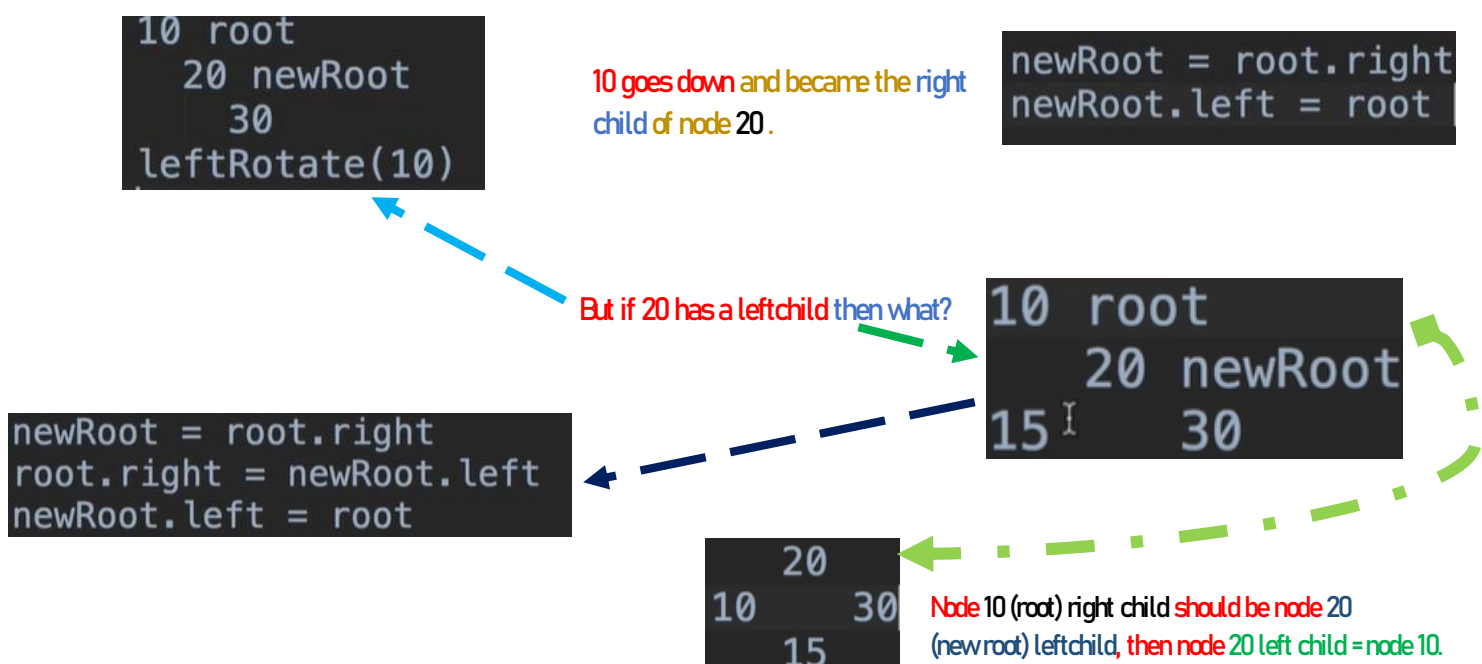 10 root
20 newRoot
30
leftRotate(10)
10 goes down and became the right
child of node 20 .
newRoot = root.right
newRoot.left = root
But if 20 has a leftchild then what?
10 root
20 newRoot
15 30
newRoot = root.right
root.right = newRoot.left
newRoot.left = root
20
10 30
15
Node 10 (root) right child should be node 20
(new root) leftchild, then node 20 left child = node 10.